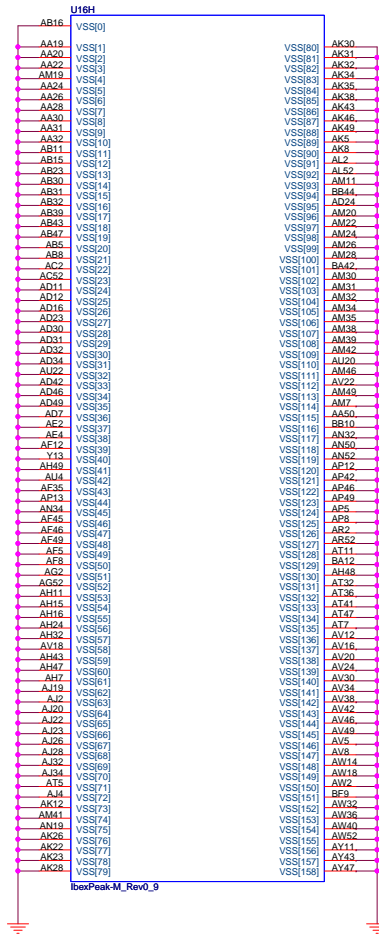 U16H
AB16 VSS[0]
AA19 VSS[1] VSS[80] AK30
AA20 VSS[2] VSS[81] AK31
AA22 VSS[3] VSS[82] AK32
AM19 VSS[4] VSS[83] AK34
AA24 VSS[5] VSS[84] AK35
AA26 VSS[6] VSS[85] AK38
AA28 VSS[7] VSS[86] AK43
AA30 VSS[8] VSS[87] AK46
AA31 VSS[9] VSS[88] AK49
AA32 VSS[10] VSS[89] AK5
AB11 VSS[11] VSS[90] AK8
AB15 VSS[12] VSS[91] AL2
AB23 VSS[13] VSS[92] AL52
AB30 VSS[14] VSS[93] AM11
AB31 VSS[15] VSS[94] BB44
AB32 VSS[16] VSS[95] AD24
AB39 VSS[17] VSS[96] AM20
AB43 VSS[18] VSS[97] AM22
AB47 VSS[19] VSS[98] AM24
AB5 VSS[20] VSS[99] AM26
AB8 VSS[21] VSS[100] AM28
AC2 VSS[22] VSS[101] BA42
AC52 VSS[23] VSS[102] AM30
AD11 VSS[24] VSS[103] AM31
AD12 VSS[25] VSS[104] AM32
AD16 VSS[26] VSS[105] AM34
AD23 VSS[27] VSS[106] AM35
AD30 VSS[28] VSS[107] AM38
AD31 VSS[29] VSS[108] AM39
AD32 VSS[30] VSS[109] AM42
AD34 VSS[31] VSS[110] AU20
AU22 VSS[32] VSS[111] AM46
AD42 VSS[33] VSS[112] AV22
AD46 VSS[34] VSS[113] AM49
AD49 VSS[35] VSS[114] AM7
AD7 VSS[36] VSS[115] AA50
AE2 VSS[37] VSS[116] BB10
AE4 VSS[38] VSS[117] AN32
AF12 VSS[39] VSS[118] AN50
Y13 VSS[40] VSS[119] AN52
AH49 VSS[41] VSS[120] AP12
AU4 VSS[42] VSS[121] AP42
AF35 VSS[43] VSS[122] AP46
AP13 VSS[44] VSS[123] AP49
AN34 VSS[45] VSS[124] AP5
AF45 VSS[46] VSS[125] AP8
AF46 VSS[47] VSS[126] AR2
AF49 VSS[48] VSS[127] AR52
AF5 VSS[49] VSS[128] AT11
AF8 VSS[50] VSS[129] BA12
AG2 VSS[51] VSS[130] AH48
AG52 VSS[52] VSS[131] AT32
AH11 VSS[53] VSS[132] AT36
AH15 VSS[54] VSS[133] AT41
AH16 VSS[55] VSS[134] AT47
AH24 VSS[56] VSS[135] AT7
AH32 VSS[57] VSS[136] AV12
AV18 VSS[58] VSS[137] AV16
AH43 VSS[59] VSS[138] AV20
AH47 VSS[60] VSS[139] AV24
AH7 VSS[61] VSS[140] AV30
AJ19 VSS[62] VSS[141] AV34
AJ2 VSS[63] VSS[142] AV38
AJ20 VSS[64] VSS[143] AV42
AJ22 VSS[65] VSS[144] AV46
AJ23 VSS[66] VSS[145] AV49
AJ26 VSS[67] VSS[146] AV5
AJ28 VSS[68] VSS[147] AV8
AJ32 VSS[69] VSS[148] AW14
AJ34 VSS[70] VSS[149] AW18
AT5 VSS[71] VSS[150] AW2
AJ4 VSS[72] VSS[151] BF9
AK12 VSS[73] VSS[152] AW32
AM41 VSS[74] VSS[153] AW36
AN19 VSS[75] VSS[154] AW40
AK26 VSS[76] VSS[155] AW52
AK22 VSS[77] VSS[156] AY11
AK23 VSS[78] VSS[157] AY43
AK28 VSS[79] VSS[158] AY47
IbexPeak-M_Rev0_9